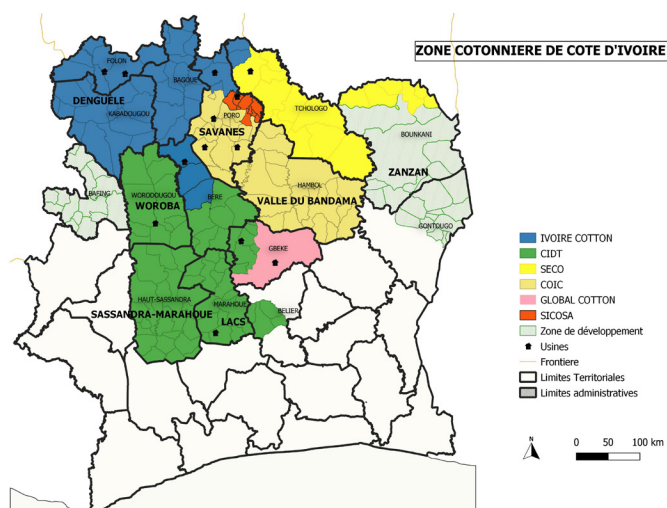 ZONE COTONNIERE DE COTE D'IVOIRE
FOLON
BAGOUE
DENGUELE
KABADOUGOU
PORO
SAVANES
TCHOLOGO
BOUNKANI
ZANZAN
BAFING
WORODOUGOU
WOROBA
BERE
HAMBOL
VALLE DU BANDAMA
GONTOUGO
GBEKE
HAUT-SASSANDRA
SASSANDRA-MARAHOUE
MARAHOUE
LACS
BELIER
IVOIRE COTTON
CIDT
SECO
COIC
GLOBAL COTTON
SICOSA
Zone de développement
Usines
Frontiere
Limites Territoriales
Limites administratives
N
0 50 100 km